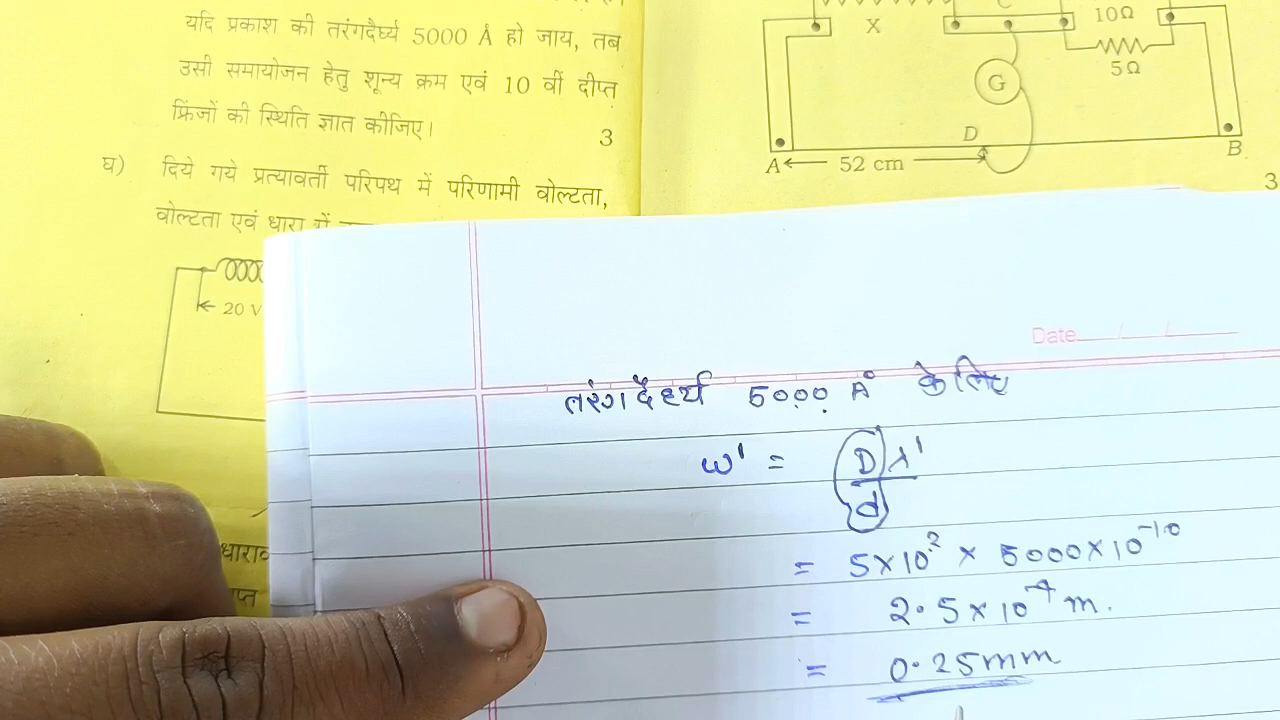 यदि प्रकाश की तरंगदैर्घ्य 5000 Å हो जाय, तब
उसी समायोजन हेतु शून्य क्रम एवं 10 वीं दीप्त
फ्रिंजों की स्थिति ज्ञात कीजिए।
3
घ) दिये गये प्रत्यावर्ती परिपथ में परिणामी वोल्टता,
वोल्टता एवं धारा में
20 V
X
10Ω
5Ω
G
D
A
52 cm
B
3
Date
तरंगदैर्ध्य 5000 A° के लिए
ω' = D λ'
d
= 5×10² × 5000×10⁻¹⁰
= 2.5×10⁻⁴ m.
= 0.25mm